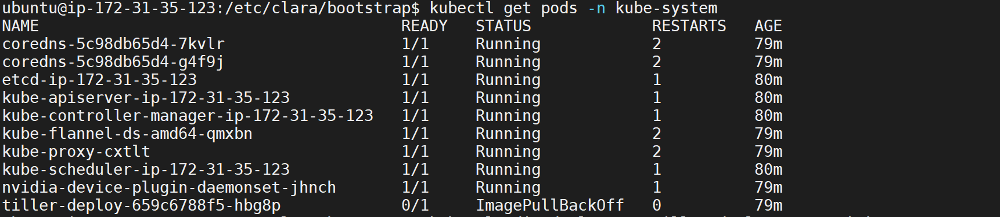 ubuntu@ip-172-31-35-123:/etc/clara/bootstrap$ kubectl get pods -n kube-system
NAME READY STATUS RESTARTS AGE
coredns-5c98db65d4-7kvlr 1/1 Running 2 79m
coredns-5c98db65d4-g4f9j 1/1 Running 2 79m
etcd-ip-172-31-35-123 1/1 Running 1 80m
kube-apiserver-ip-172-31-35-123 1/1 Running 1 80m
kube-controller-manager-ip-172-31-35-123 1/1 Running 1 80m
kube-flannel-ds-amd64-qmxbn 1/1 Running 2 79m
kube-proxy-cxtlt 1/1 Running 2 79m
kube-scheduler-ip-172-31-35-123 1/1 Running 1 80m
nvidia-device-plugin-daemonset-jhnch 1/1 Running 1 79m
tiller-deploy-659c6788f5-hbg8p 0/1 ImagePullBackOff 0 79m